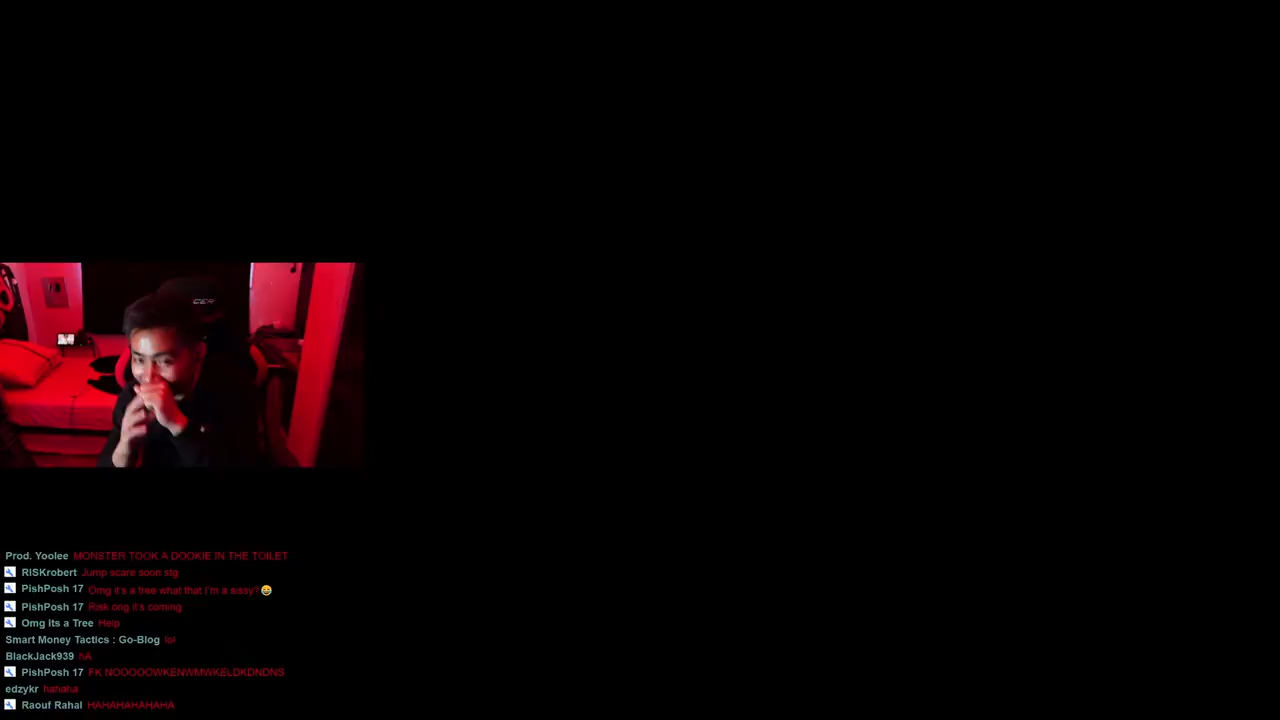 Prod. Yoolee MONSTER TOOK A DOOKIE IN THE TOILET
RISKrobert Jump scare soon stg
PishPosh 17 Omg it's a tree what that I'm a sissy?😅
PishPosh 17 Risk ong it's coming
Omg its a Tree Help
Smart Money Tactics : Go-Blog lol
BlackJack939 hA
PishPosh 17 FK NOOOOOWKENWMWKELDKDNDNS
edzykr hahaha
Raouf Rahal HAHAHAHAHAHA